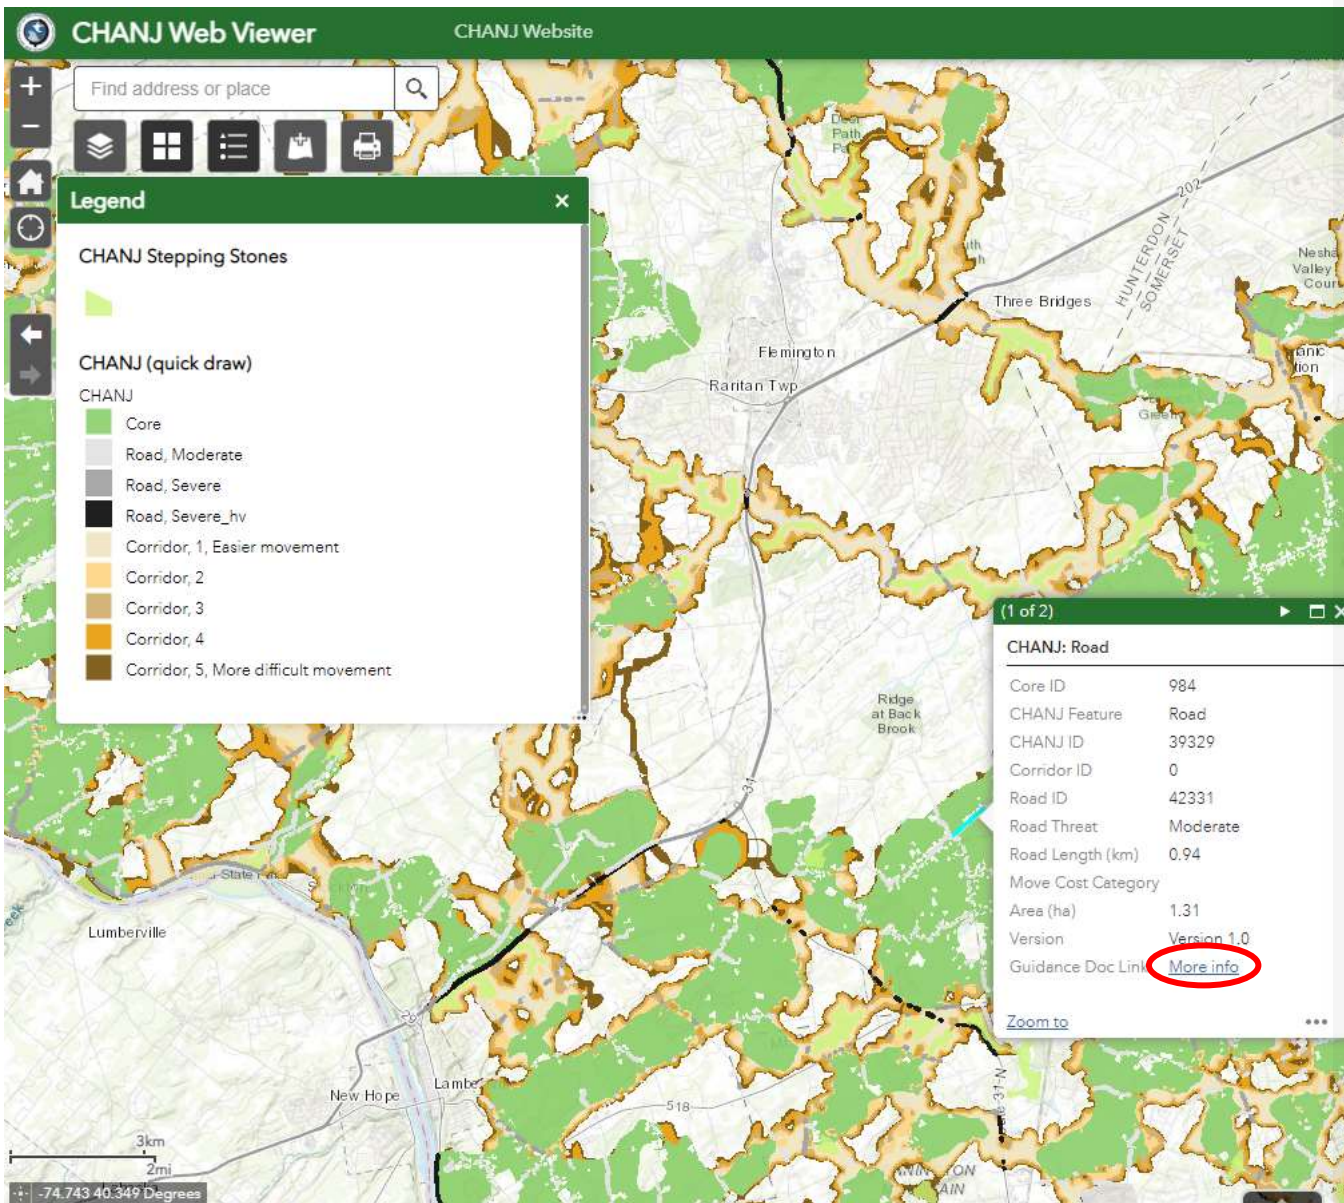 CHANJ Web Viewer
CHANJ Website
Find address or place
Legend
CHANJ Stepping Stones
CHANJ (quick draw)
CHANJ
Core
Road, Moderate
Road, Severe
Road, Severe_hv
Corridor, 1, Easier movement
Corridor, 2
Corridor, 3
Corridor, 4
Corridor, 5, More difficult movement
Deer
Path
202
HUNTERDON
SOMERSET
Valley
Three Bridges
Flemington
Raritan Twp
Ridge
at Back
Brook
31
State
Lumberville
29
New Hope
518
(1 of 2)
CHANJ: Road
Core ID 984
CHANJ Feature Road
CHANJ ID 39329
Corridor ID 0
Road ID 42331
Road Threat Moderate
Road Length (km) 0.94
Move Cost Category
Area (ha) 1.31
Version Version 1.0
Guidance Doc Link More info
Zoom to
3km
2mi
-74.743 40.349 Degrees